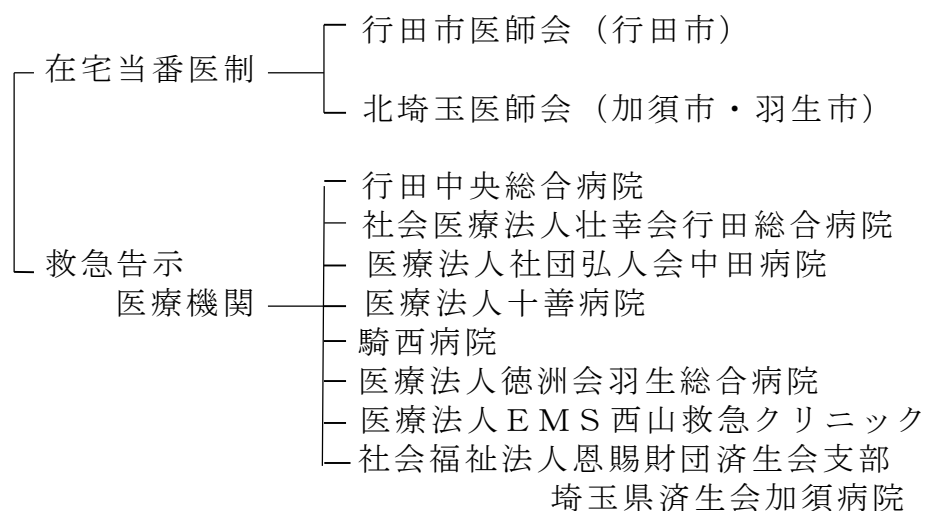 行田市医師会（行田市）
在宅当番医制
北埼玉医師会（加須市・羽生市）
行田中央総合病院
社会医療法人壮幸会行田総合病院
救急告示
医療法人社団弘人会中田病院
医療機関
医療法人十善病院
騎西病院
医療法人徳洲会羽生総合病院
医療法人ＥＭＳ西山救急クリニック
社会福祉法人恩賜財団済生会支部
埼玉県済生会加須病院